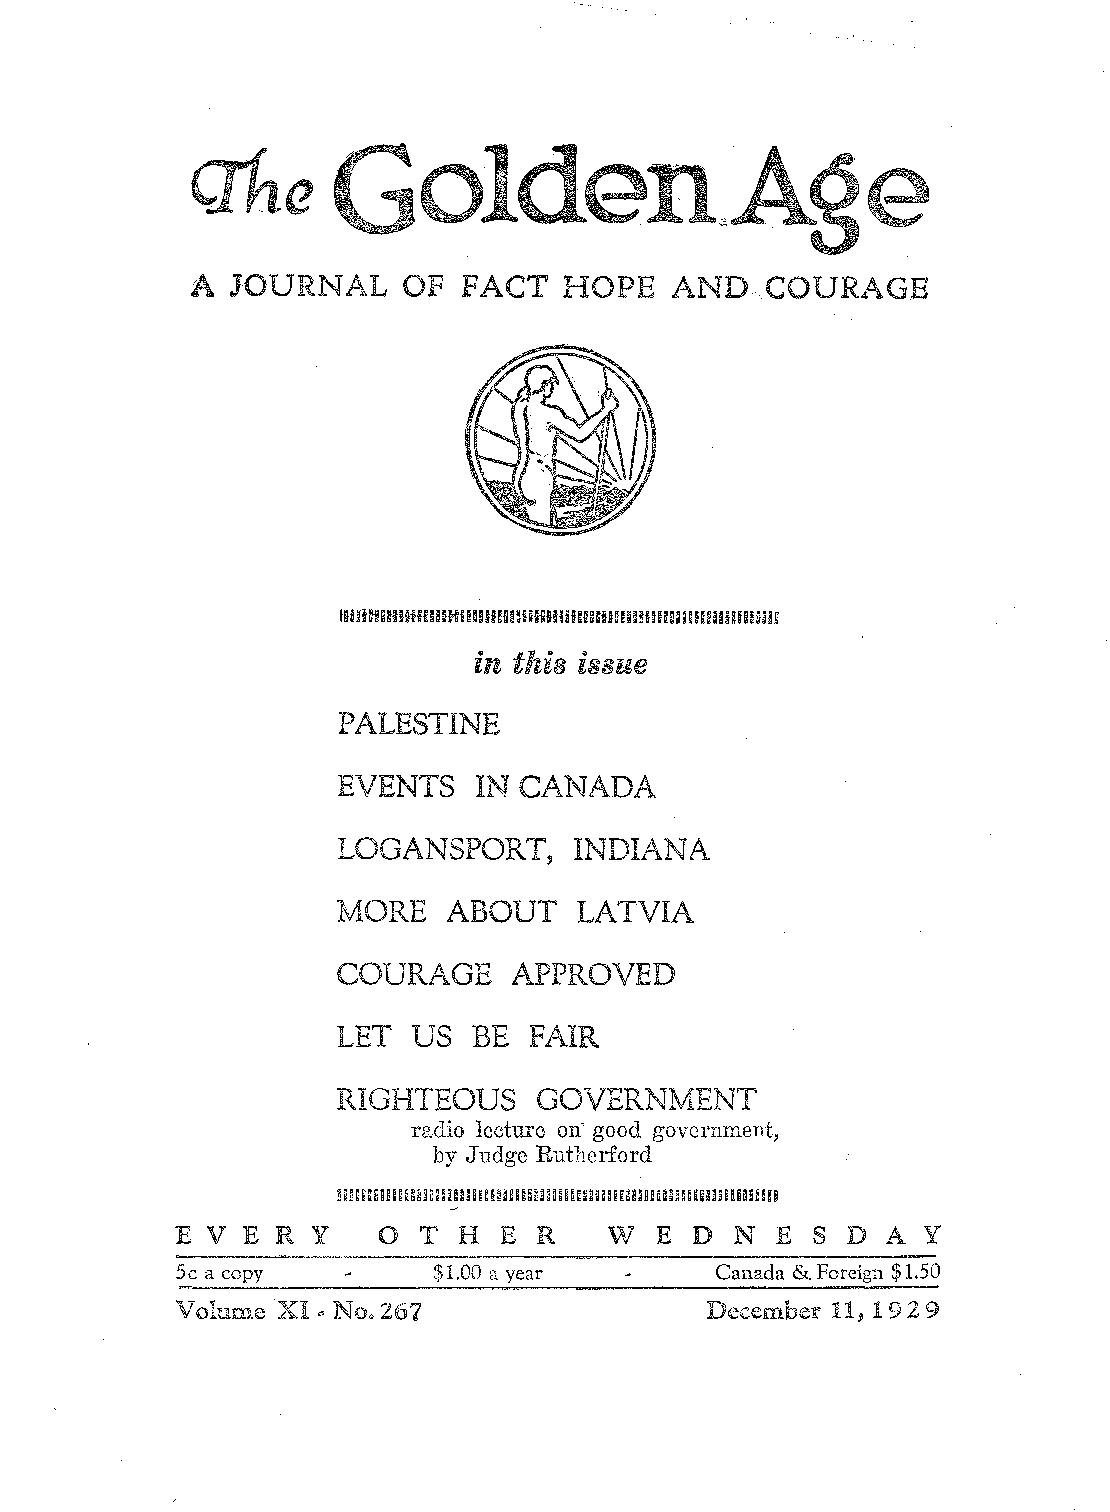 The Golden Age
A JOURNAL OF FACT HOPE AND COURAGE
in this issue
PALESTINE
EVENTS IN CANADA
LOGANSPORT, INDIANA
MORE ABOUT LATVIA
COURAGE APPROVED
LET US BE FAIR
RIGHTEOUS GOVERNMENT
radio lecture on good government,
by Judge Rutherford
EVERY OTHER WEDNESDAY
5c a copy - $1.00 a year - Canada & Foreign $1.50
Volume XI - No. 267 December 11, 1929